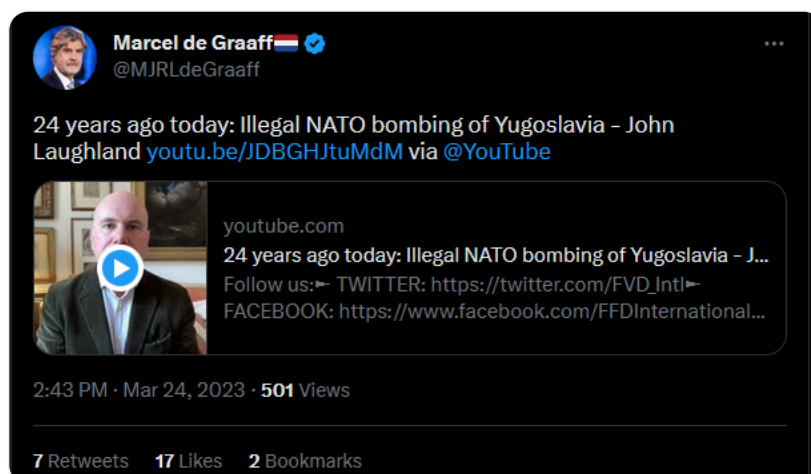 Marcel de Graaff
@MJRLdeGraaff
24 years ago today: Illegal NATO bombing of Yugoslavia - John
Laughland youtu.be/JDBGHJtuMdM via @YouTube
youtube.com
24 years ago today: Illegal NATO bombing of Yugoslavia - J...
Follow us:► TWITTER: https://twitter.com/FVD_Intl►
FACEBOOK: https://www.facebook.com/FFDInternational...
2:43 PM · Mar 24, 2023 · 501 Views
7 Retweets 17 Likes 2 Bookmarks